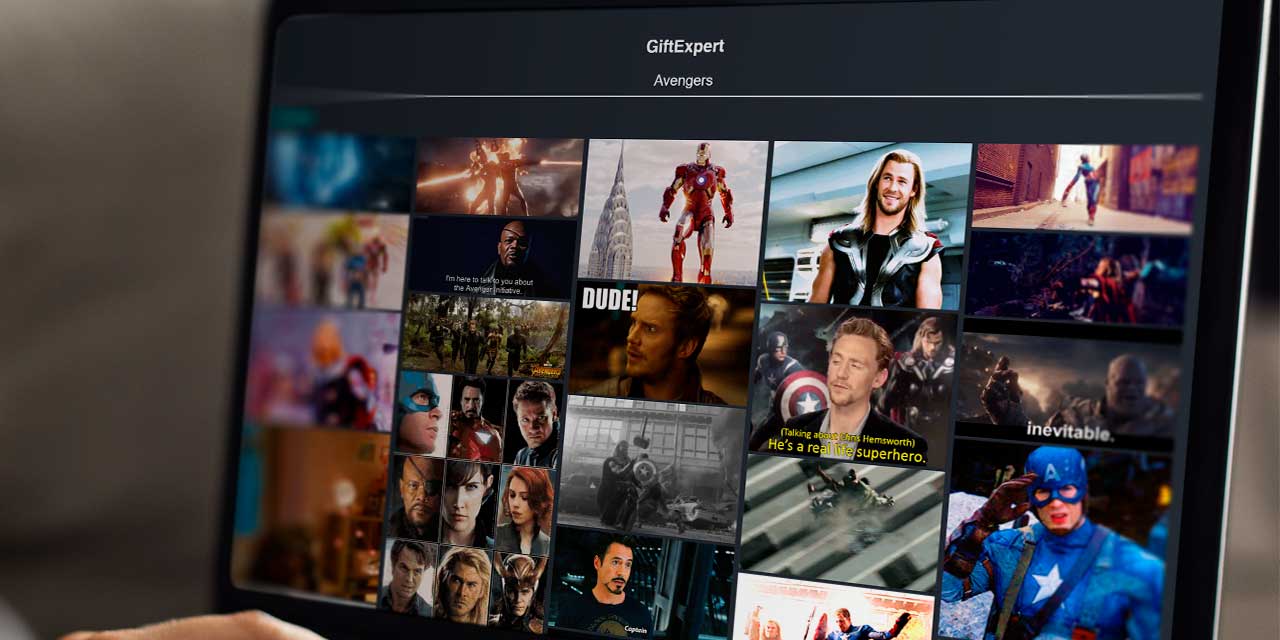 GiftExpert
Avengers
I'm here to talk to you about
the Avenger Initiative.
DUDE!
AVENGERS
(Talking about Chris Hemsworth)
He's a real life superhero.
inevitable.
A
Captain